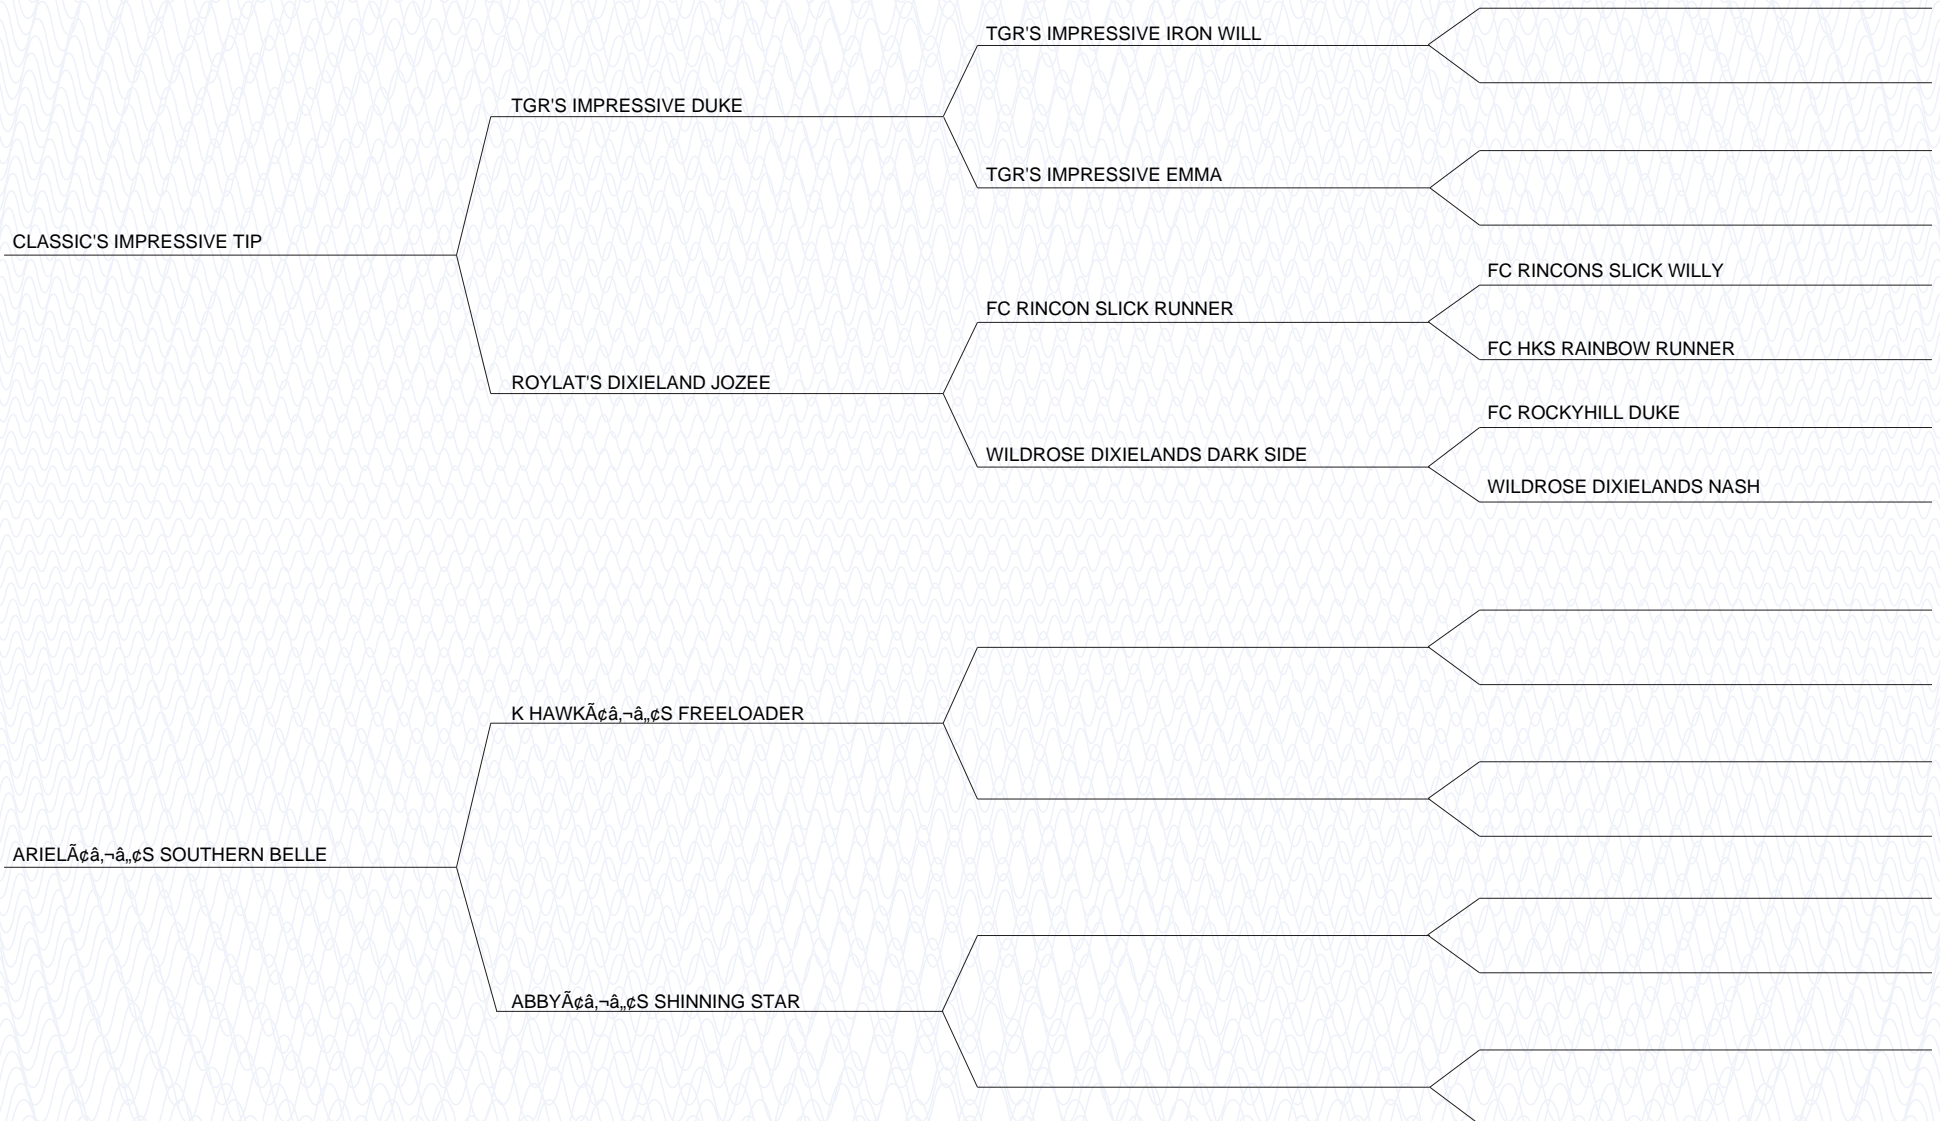 TGR'S IMPRESSIVE IRON WILL
TGR'S IMPRESSIVE DUKE
TGR'S IMPRESSIVE EMMA
CLASSIC'S IMPRESSIVE TIP
FC RINCONS SLICK WILLY
FC RINCON SLICK RUNNER
FC HKS RAINBOW RUNNER
ROYLAT'S DIXIELAND JOZEE
FC ROCKYHILL DUKE
WILDROSE DIXIELANDS DARK SIDE
WILDROSE DIXIELANDS NASH
K HAWKÃ¢â‚¬â„¢S FREELOADER
ARIELÃ¢â‚¬â„¢S SOUTHERN BELLE
ABBYÃ¢â‚¬â„¢S SHINNING STAR